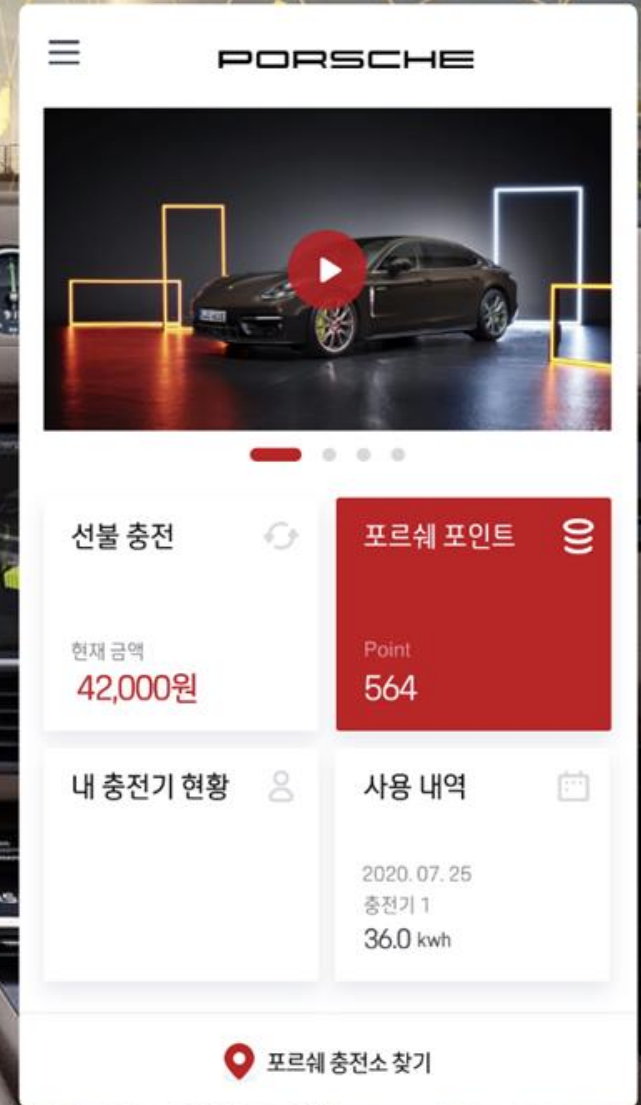 PORSCHE
선불 충전
현재 금액
42,000원
포르쉐 포인트
Point
564
내 충전기 현황
사용 내역
2020. 07. 25
충전기 1
36.0 kwh
포르쉐 충전소 찾기